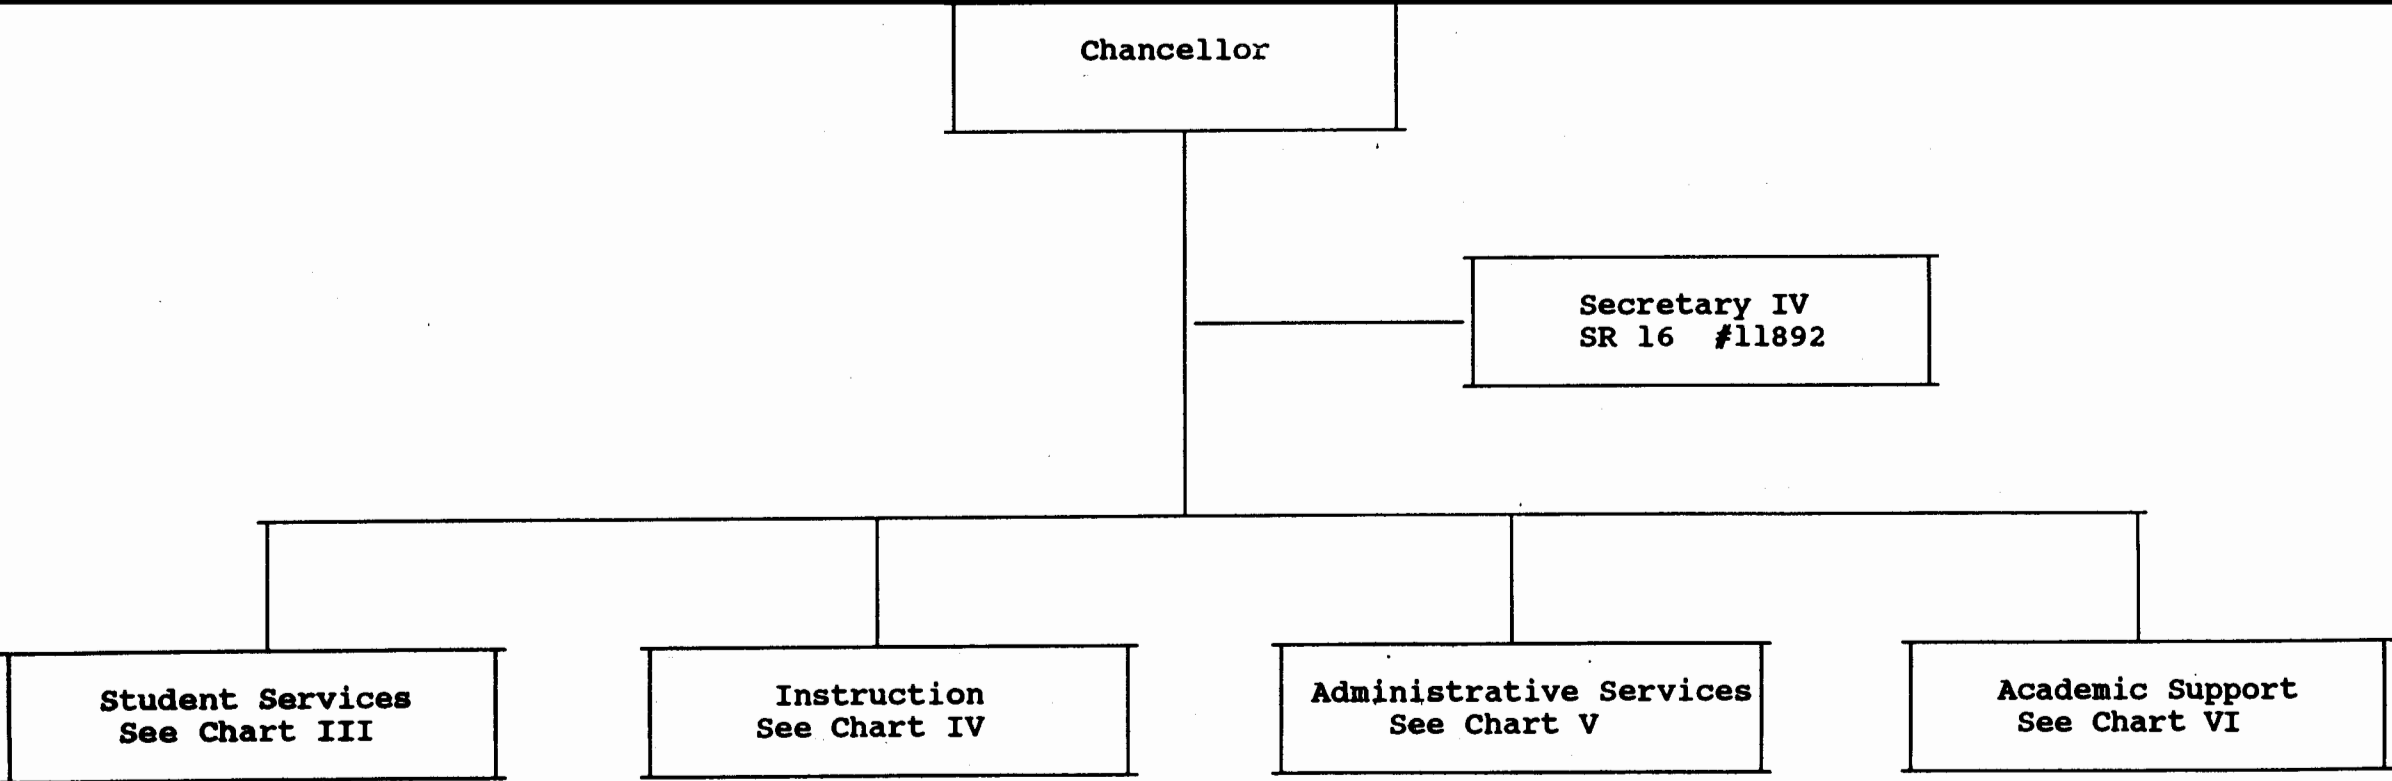 Chancellor
Secretary IV
SR 16 #11892
Student Services
See Chart III
Instruction
See Chart IV
Administrative Services
See Chart V
Academic Support
See Chart VI